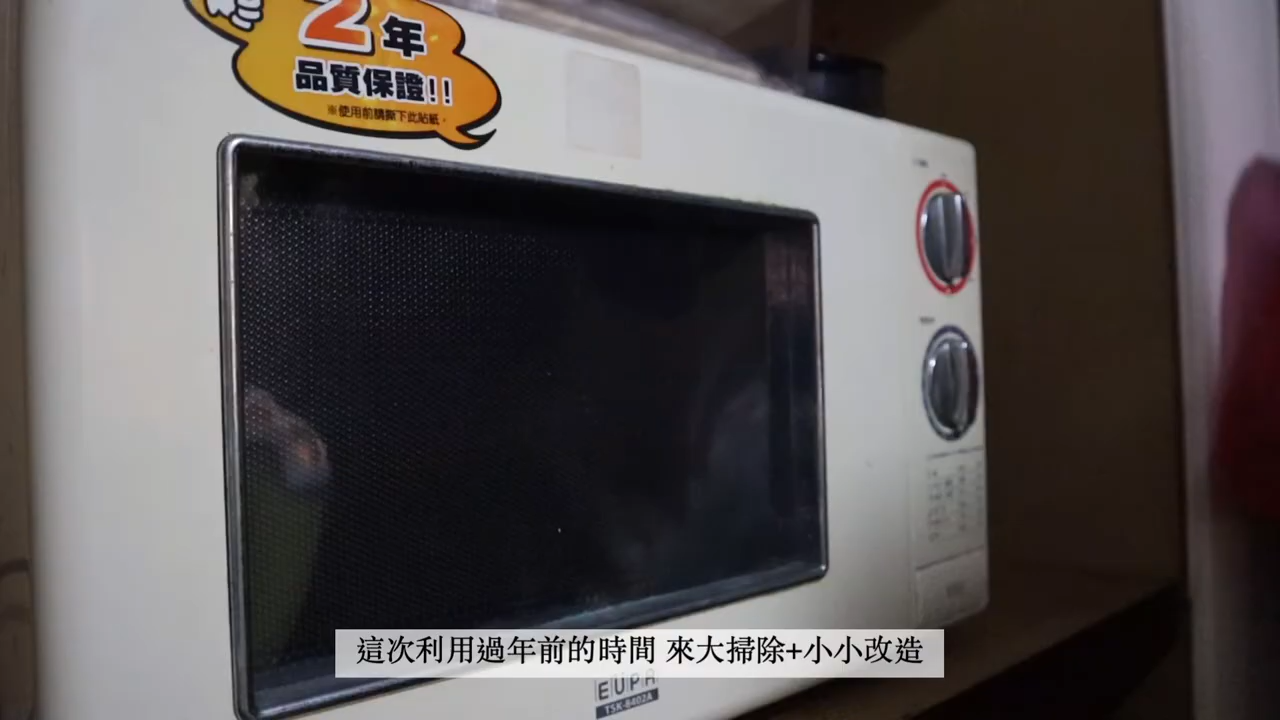 2年
品質保證!!
※使用前請撕下此貼紙。
這次利用過年前的時間 來大掃除+小小改造
EUPA
TSK-8402A